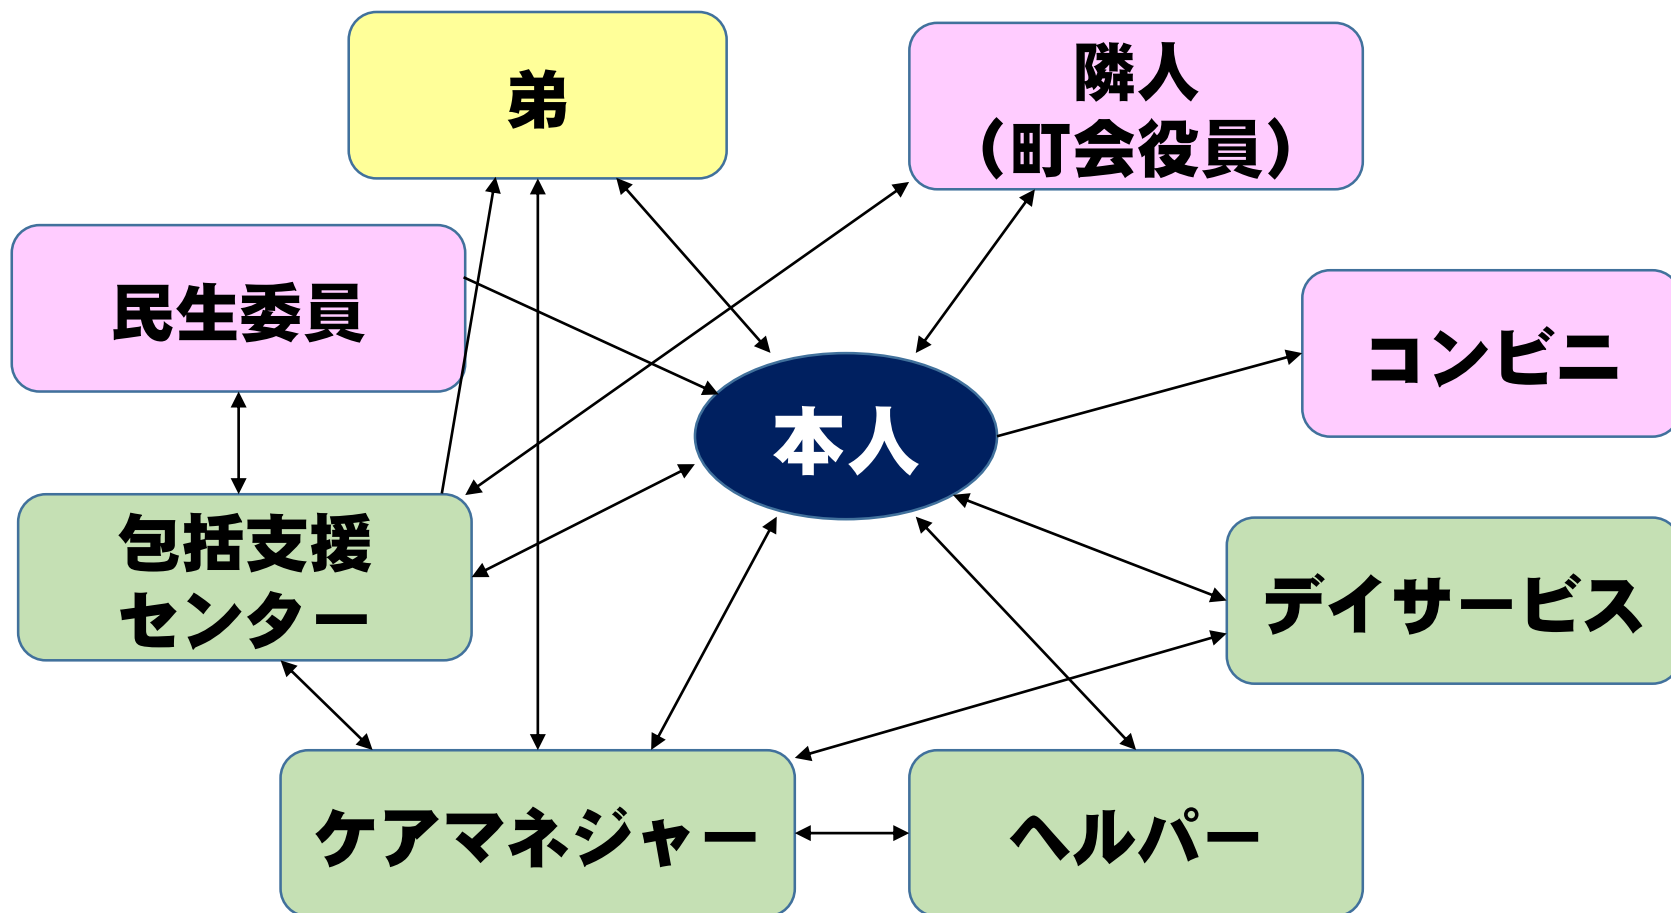 弟
隣人
（町会役員）
民生委員
コンビニ
本人
包括支援
センター
デイサービス
ケアマネジャー
ヘルパー